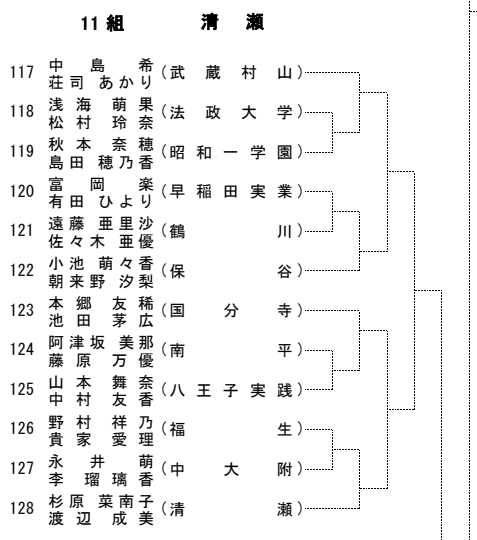 11組 清瀬
117 中島 希 (武蔵村山)
荘司 あかり
118 浅海 萌果 (法政大学)
松村 玲奈
119 秋本 奈穂 (昭和一学園)
島田 穂乃香
120 富岡 楽 (早稲田実業)
有田 ひより
121 遠藤 亜里沙 (鶴川)
佐々木 亜優
122 小池 萌々香 (保谷)
朝来野 汐梨
123 本郷 友稀 (国分寺)
池田 茅広
124 阿津坂 美那 (南平)
藤原 万優
125 山本 舞奈 (八王子実践)
中村 友香
126 野村 祥乃 (福生)
貴家 愛理
127 永井 萌 (中大附)
李 瑠璃香
128 杉原 菜南子 (清瀬)
渡辺 成美